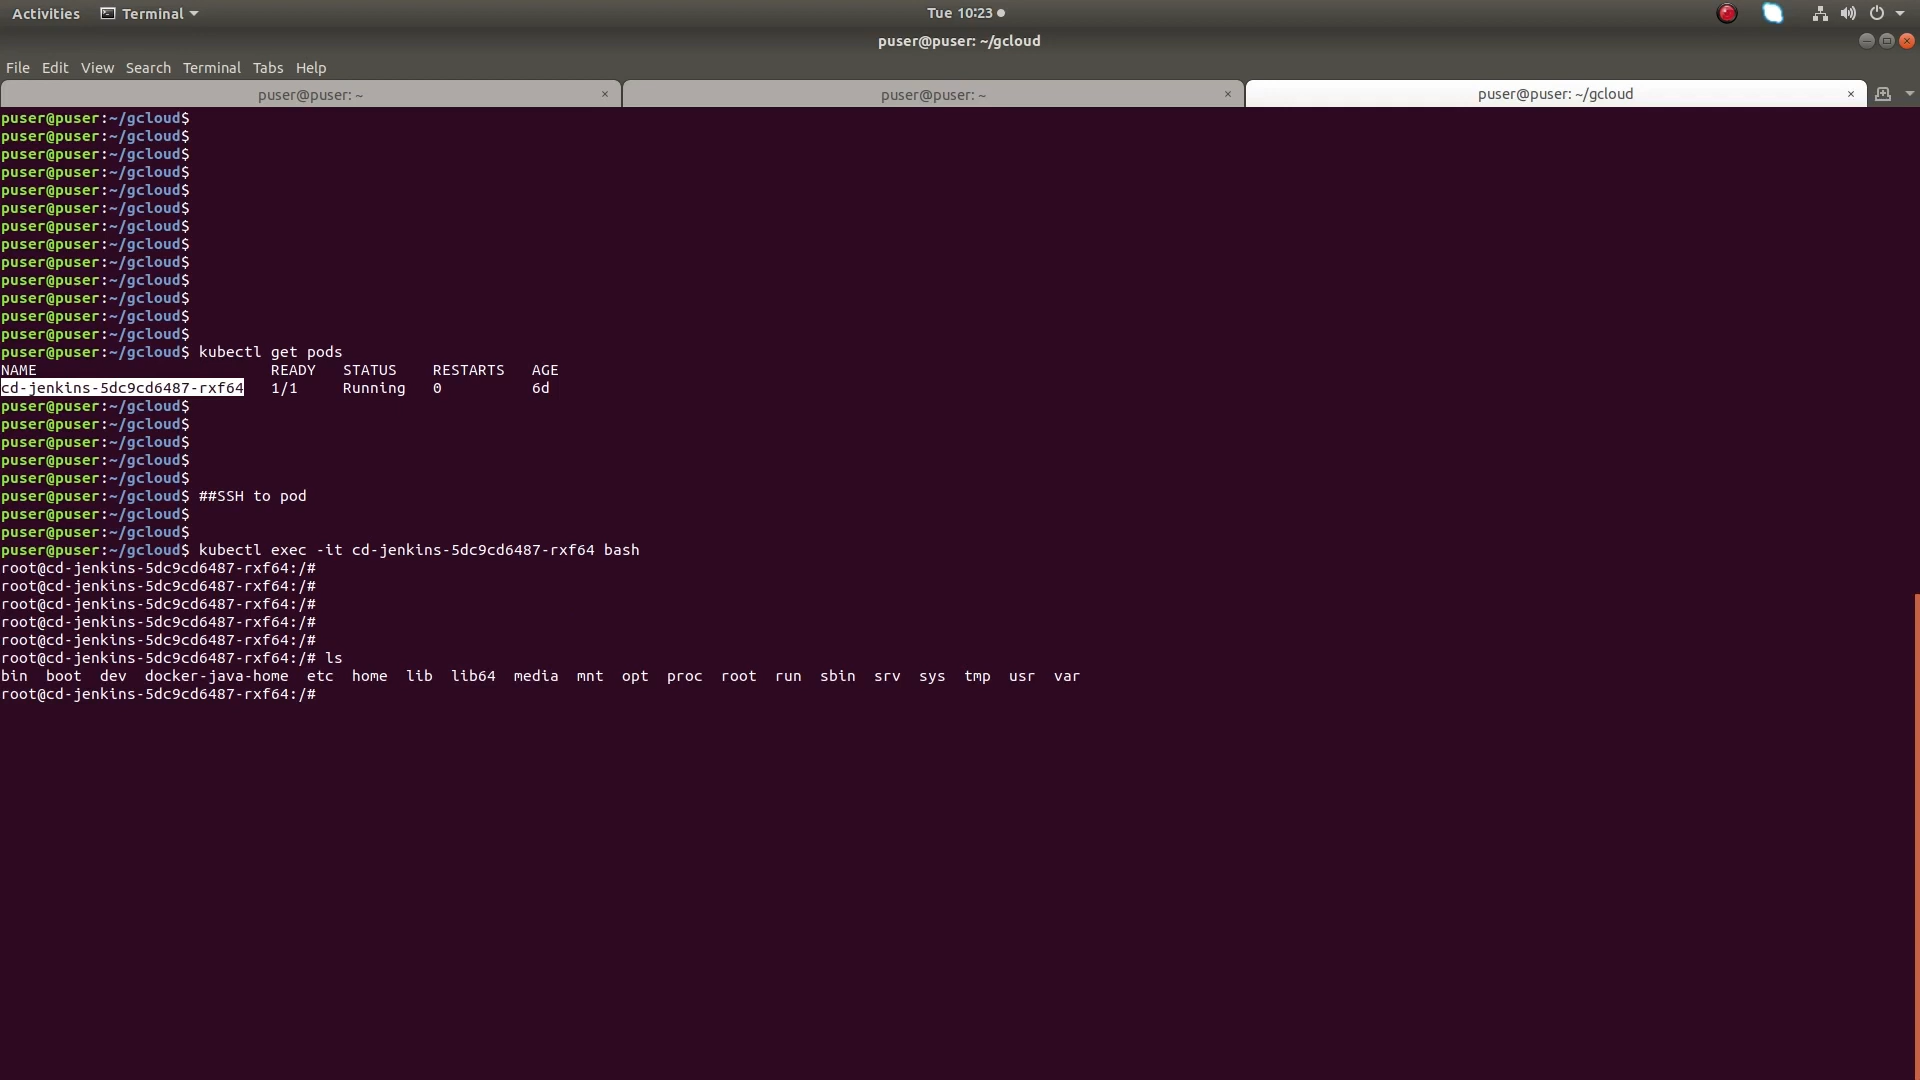 Activities Terminal Tue 10:23
puser@puser: ~/gcloud
File Edit View Search Terminal Tabs Help
puser@puser: ~ × puser@puser: ~ × puser@puser: ~/gcloud ×
puser@puser:~/gcloud$
puser@puser:~/gcloud$
puser@puser:~/gcloud$
puser@puser:~/gcloud$
puser@puser:~/gcloud$
puser@puser:~/gcloud$
puser@puser:~/gcloud$
puser@puser:~/gcloud$
puser@puser:~/gcloud$
puser@puser:~/gcloud$
puser@puser:~/gcloud$
puser@puser:~/gcloud$
puser@puser:~/gcloud$
puser@puser:~/gcloud$ kubectl get pods
NAME READY STATUS RESTARTS AGE
cd-jenkins-5dc9cd6487-rxf64 1/1 Running 0 6d
puser@puser:~/gcloud$
puser@puser:~/gcloud$
puser@puser:~/gcloud$
puser@puser:~/gcloud$
puser@puser:~/gcloud$
puser@puser:~/gcloud$ ##SSH to pod
puser@puser:~/gcloud$
puser@puser:~/gcloud$
puser@puser:~/gcloud$ kubectl exec -it cd-jenkins-5dc9cd6487-rxf64 bash
root@cd-jenkins-5dc9cd6487-rxf64:/#
root@cd-jenkins-5dc9cd6487-rxf64:/#
root@cd-jenkins-5dc9cd6487-rxf64:/#
root@cd-jenkins-5dc9cd6487-rxf64:/#
root@cd-jenkins-5dc9cd6487-rxf64:/#
root@cd-jenkins-5dc9cd6487-rxf64:/# ls
bin boot dev docker-java-home etc home lib lib64 media mnt opt proc root run sbin srv sys tmp usr var
root@cd-jenkins-5dc9cd6487-rxf64:/#